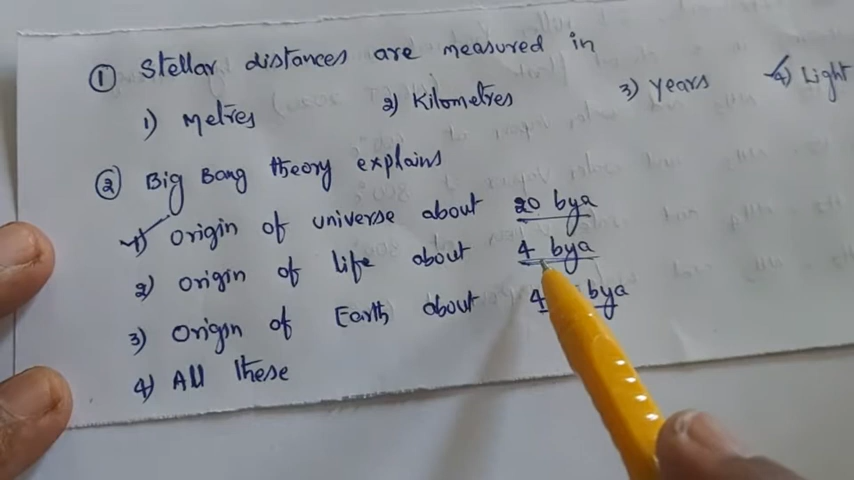 ① Stellar distances are measured in
1) Metres 2) Kilometres 3) years 4) Light
② Big Bang theory explains
1) Origin of universe about 20 bya
2) origin of life about 4 bya
3) Origin of Earth about 4 bya
4) All these